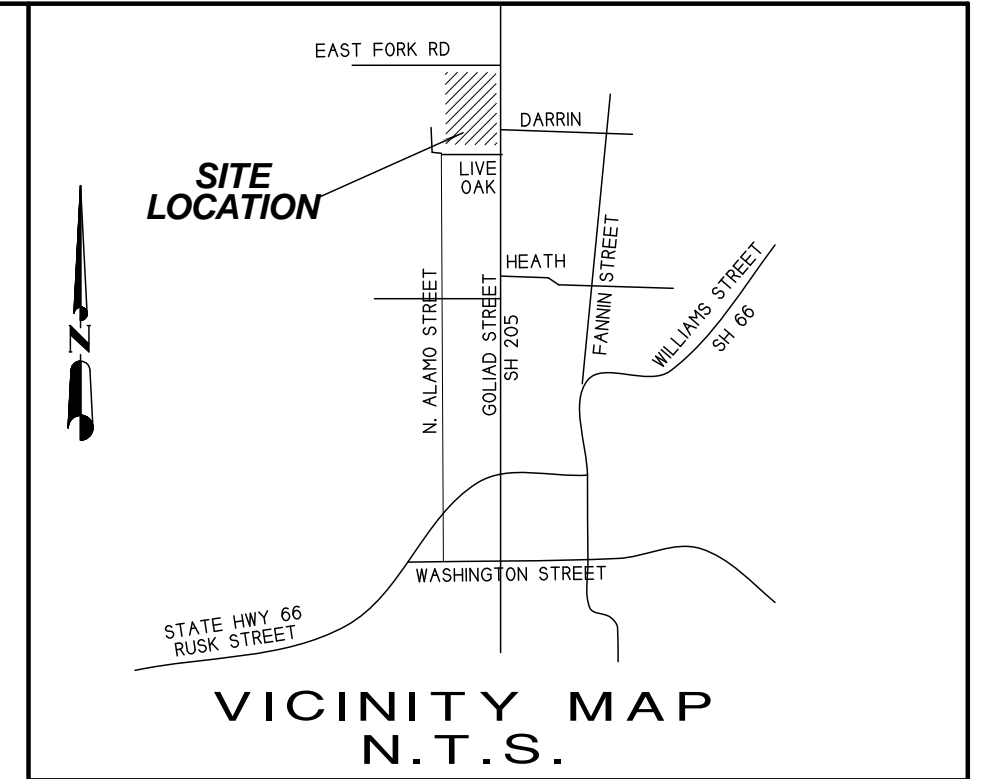 EAST FORK RD
DARRIN
SITE
LOCATION
LIVE
OAK
HEATH
N
N. ALAMO STREET
GOLIAD STREET
SH 205
FANNIN STREET
WILLIAMS STREET
SH 66
WASHINGTON STREET
STATE HWY 66
RUSK STREET
VICINITY MAP
N.T.S.